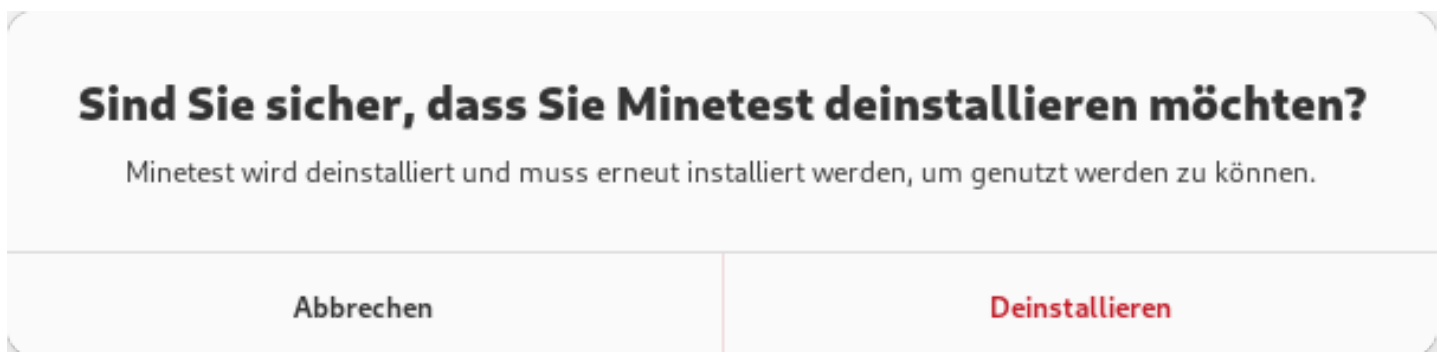 Sind Sie sicher, dass Sie Minetest deinstallieren möchten?
Minetest wird deinstalliert und muss erneut installiert werden, um genutzt werden zu können.
Abbrechen
Deinstallieren